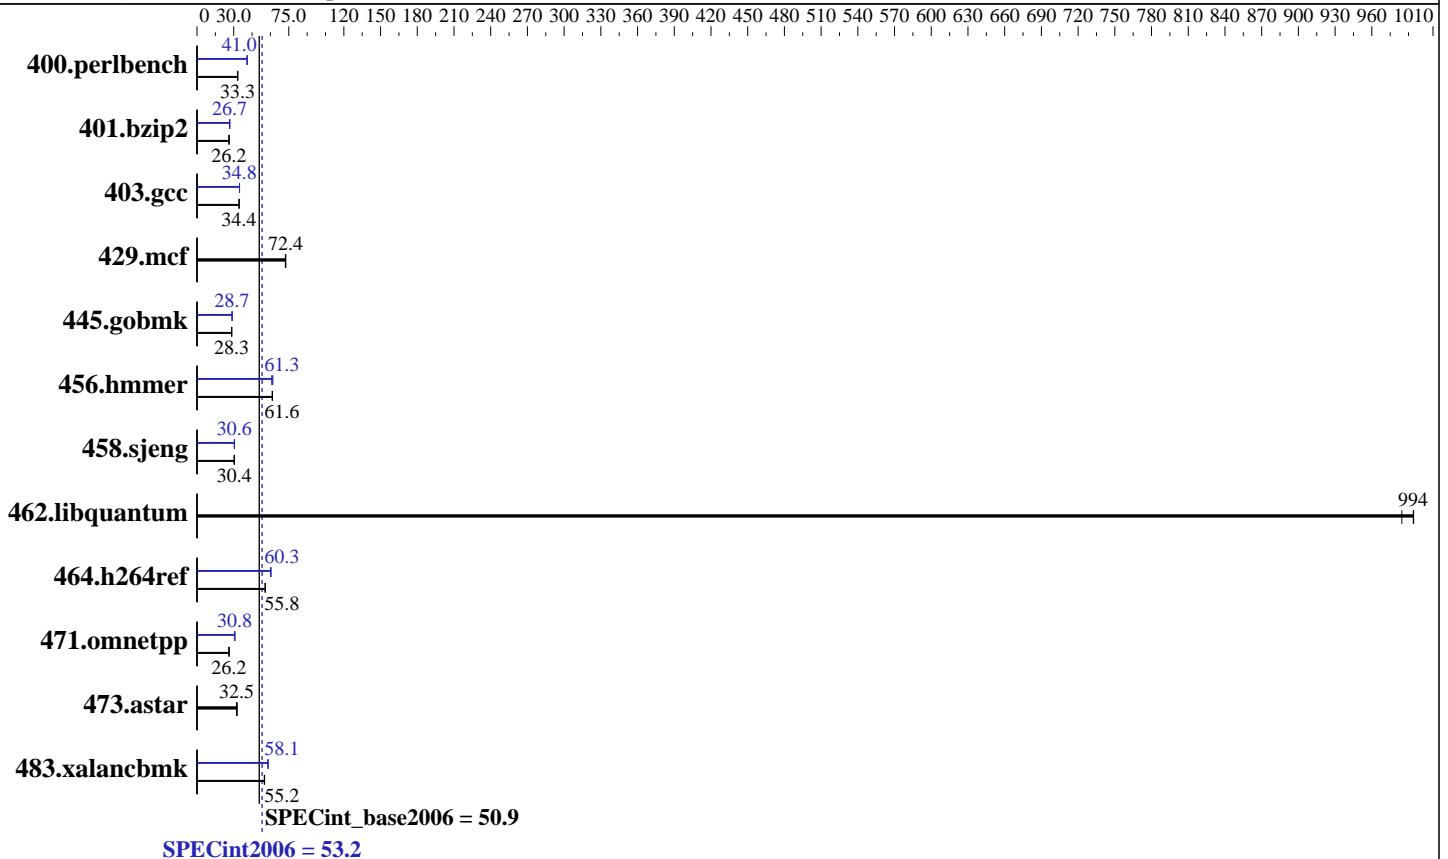 0 30.0 75.0 120 150 180 210 240 270 300 330 360 390 420 450 480 510 540 570 600 630 660 690 720 750 780 810 840 870 900 930 960 1010
41.0
400.perlbench
33.3
26.7
401.bzip2
26.2
34.8
403.gcc
34.4
72.4
429.mcf
28.7
445.gobmk
28.3
61.3
456.hmmer
61.6
30.6
458.sjeng
30.4
994
462.libquantum
60.3
464.h264ref
55.8
30.8
471.omnetpp
26.2
32.5
473.astar
58.1
483.xalancbmk
55.2
SPECint_base2006 = 50.9
SPECint2006 = 53.2